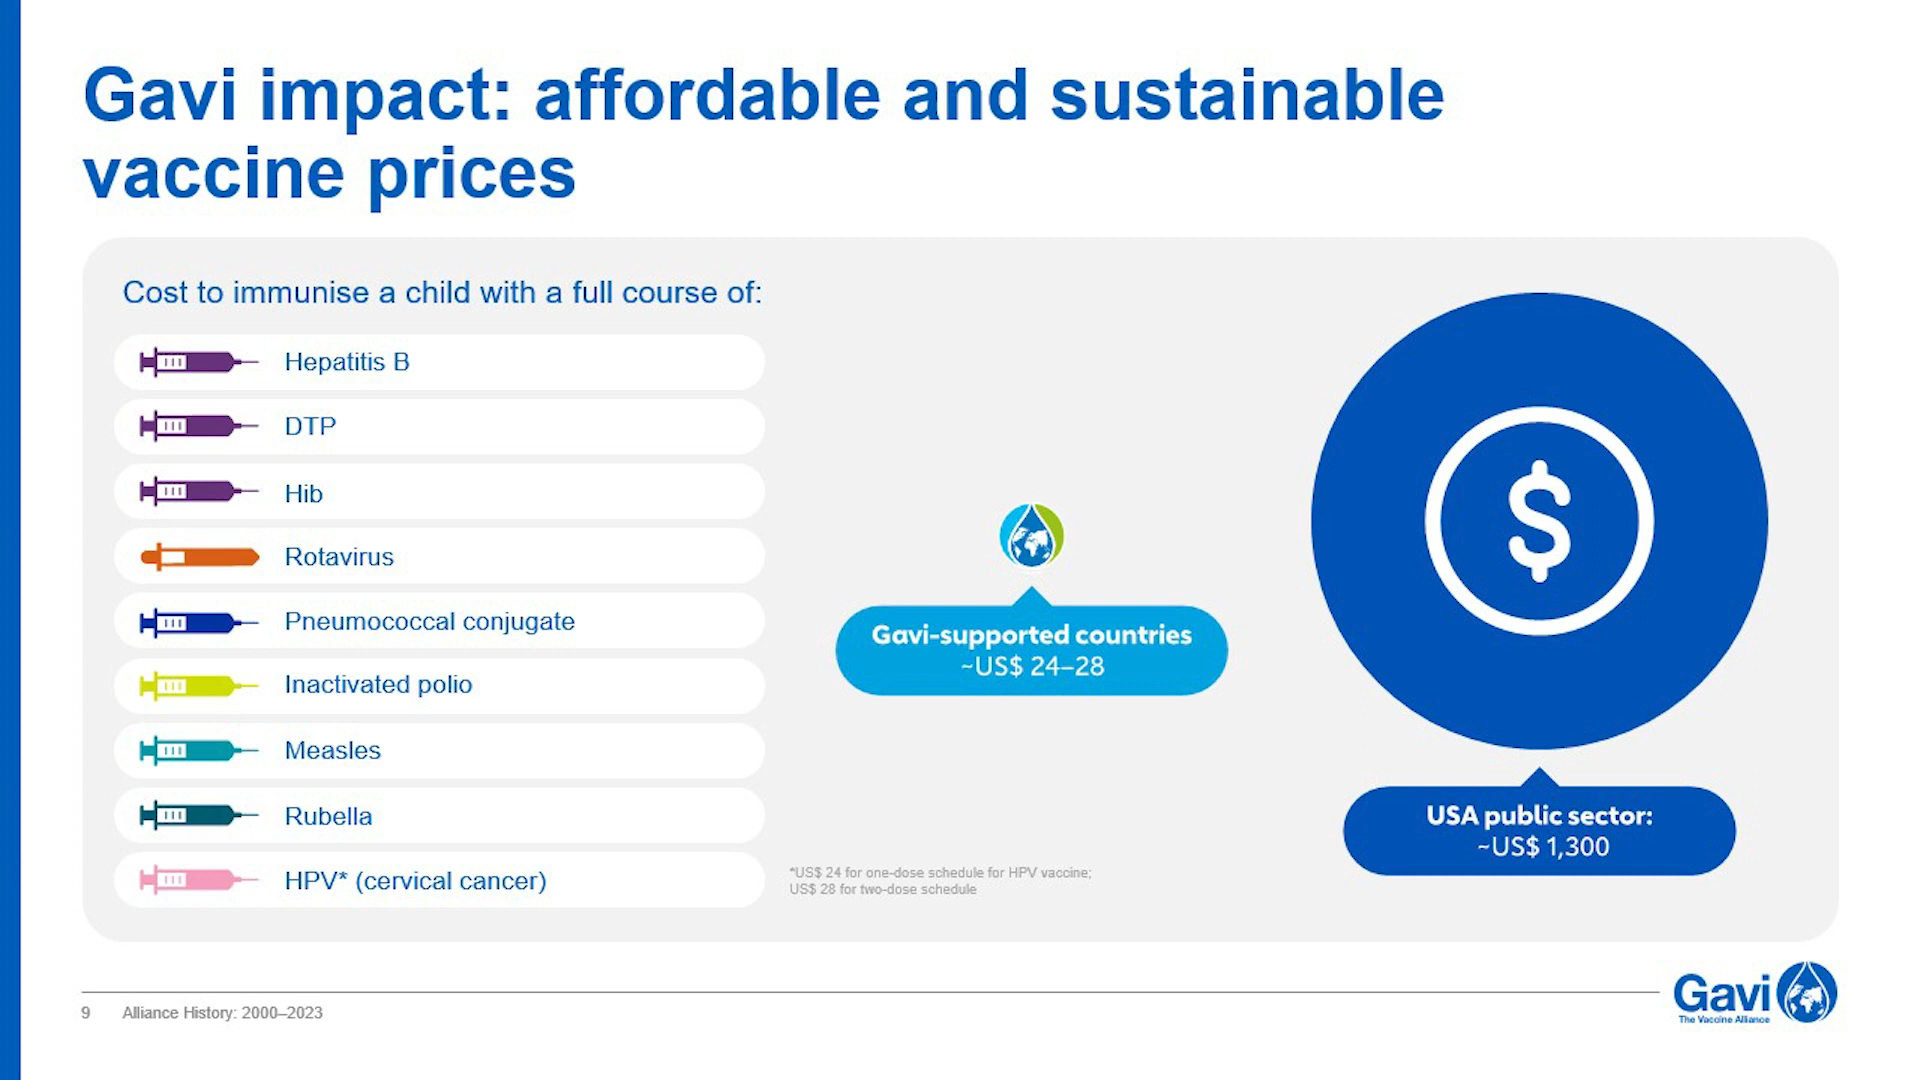 Gavi impact: affordable and sustainable
vaccine prices
Cost to immunise a child with a full course of:
Hepatitis B
DTP
Hib
Rotavirus
Pneumococcal conjugate
Inactivated polio
Measles
Rubella
HPV* (cervical cancer)
Gavi-supported countries
~US$ 24–28
*US$ 24 for one-dose schedule for HPV vaccine;
US$ 28 for two-dose schedule
$
USA public sector:
~US$ 1,300
9 Alliance History: 2000–2023
Gavi
The Vaccine Alliance